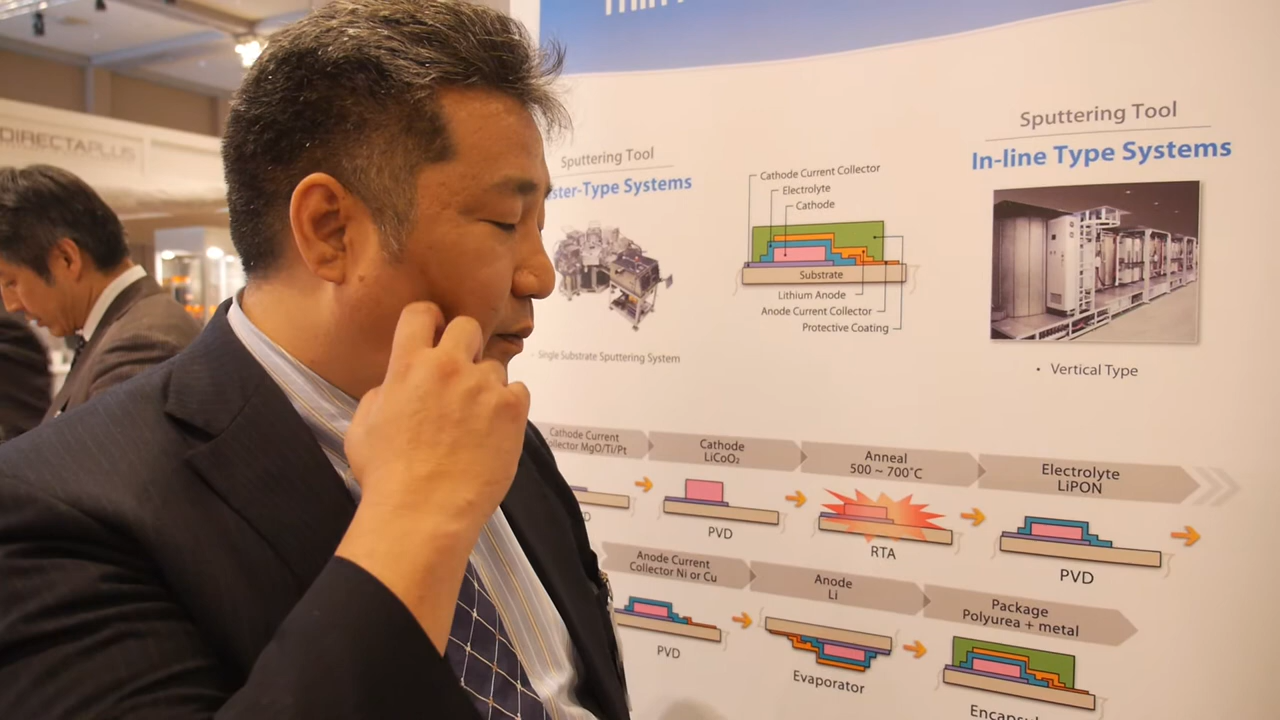 DIRECTAPLUS
Sputtering Tool
ster-Type Systems
Single Substrate Sputtering System
Cathode Current Collector
Electrolyte
Cathode
Substrate
Lithium Anode
Anode Current Collector
Protective Coating
Sputtering Tool
In-line Type Systems
• Vertical Type
Cathode Current
ollector MgO/Ti/Pt
Cathode
LiCoO₂
Anneal
500 ~ 700°C
Electrolyte
LiPON
PVD
RTA
PVD
Anode Current
Collector Ni or Cu
Anode
Li
Package
Polyurea + metal
PVD
Evaporator
Encapsul